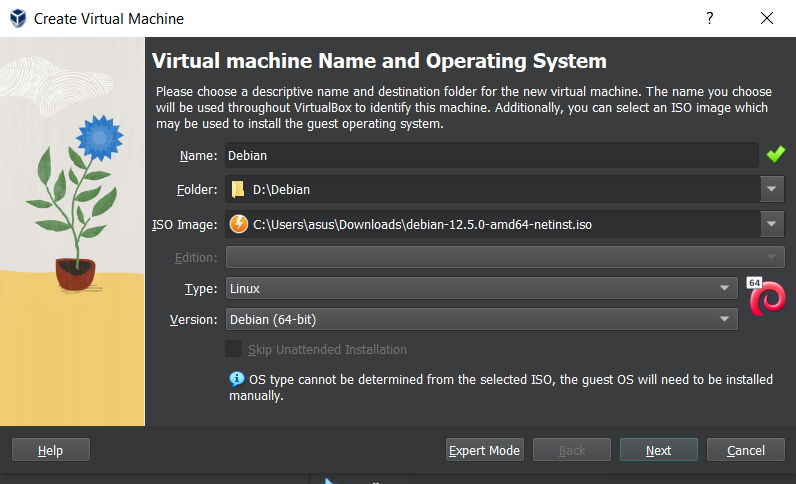 Create Virtual Machine
?
Virtual machine Name and Operating System
Please choose a descriptive name and destination folder for the new virtual machine. The name you choose
will be used throughout VirtualBox to identify this machine. Additionally, you can select an ISO image which
may be used to install the guest operating system.
Name: Debian
Folder: D:\Debian
ISO Image: C:\Users\asus\Downloads\debian-12.5.0-amd64-netinst.iso
Edition:
Type: Linux
64
Version: Debian (64-bit)
Skip Unattended Installation
OS type cannot be determined from the selected ISO, the guest OS will need to be installed
manually.
Help Expert Mode Back Next Cancel